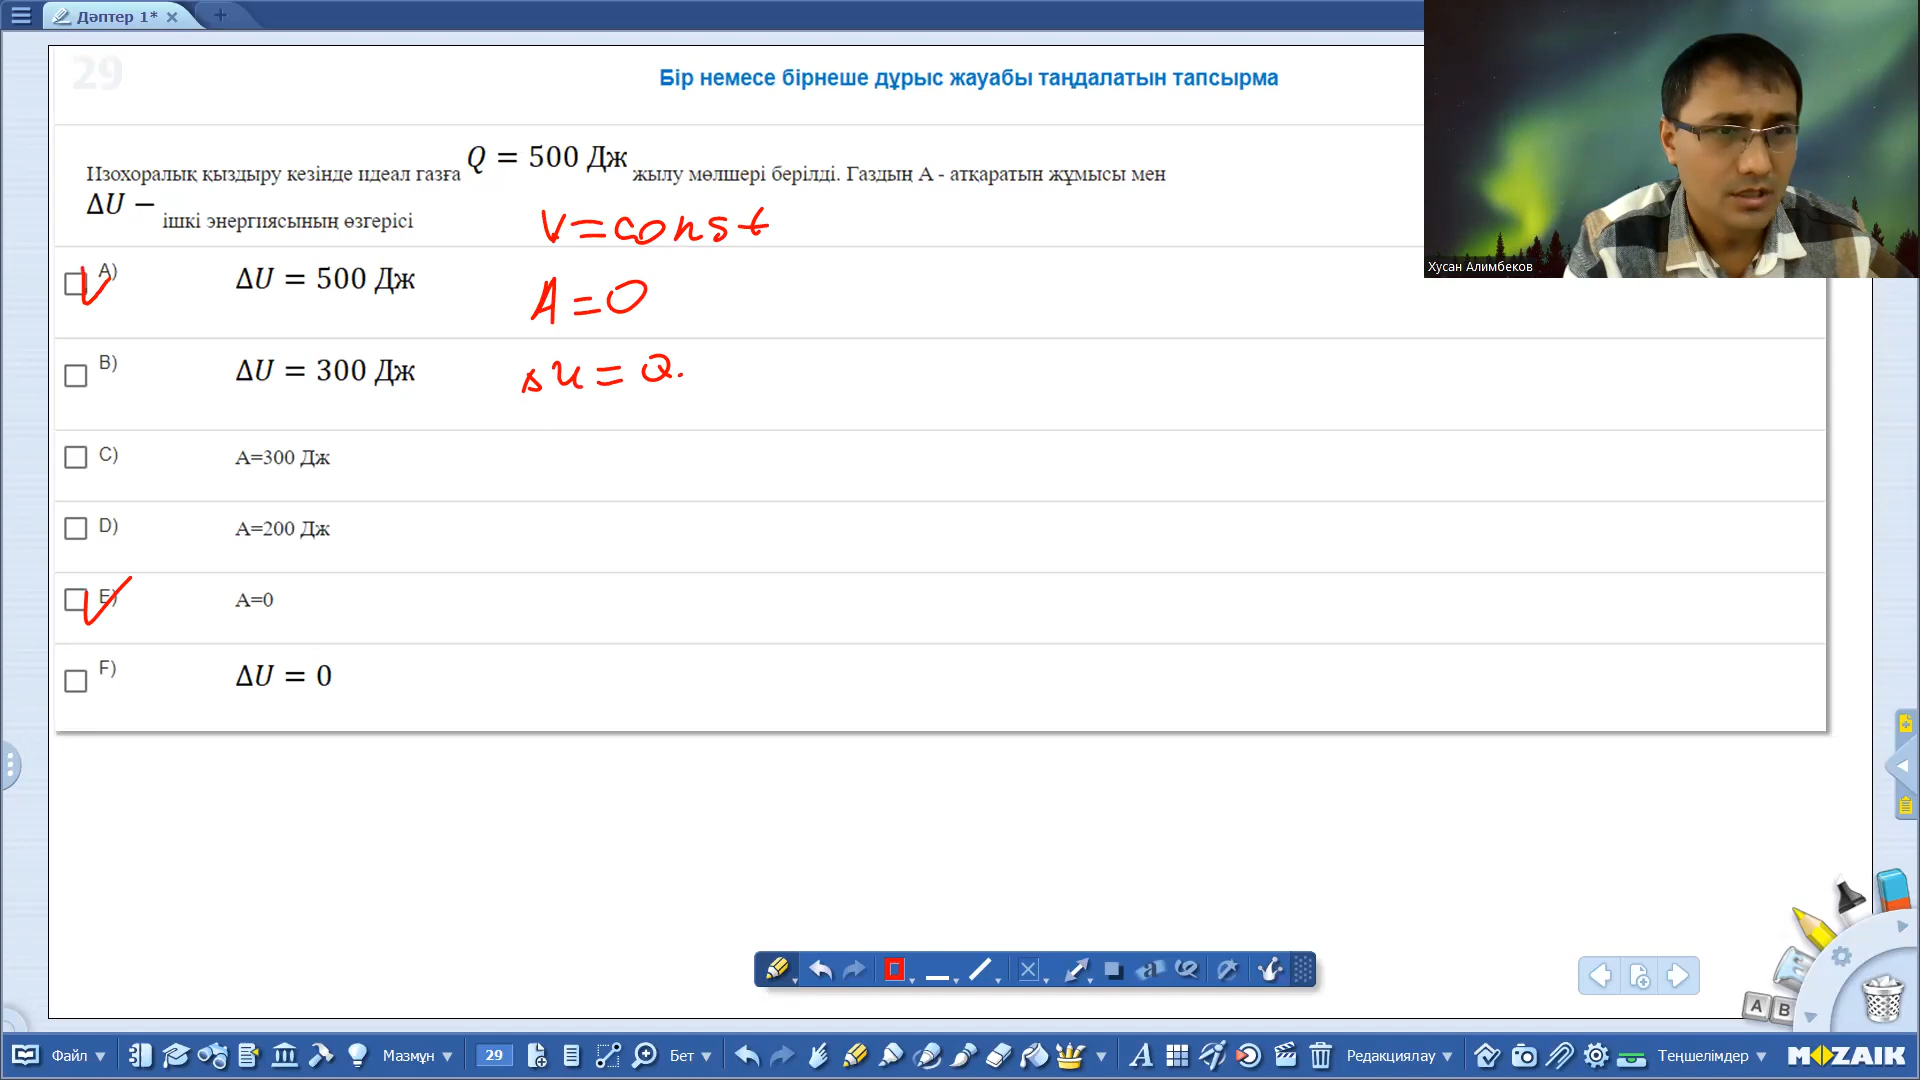 Дәптер 1*
29
Бір немесе бірнеше дұрыс жауабы таңдалатын тапсырма
Изохоралық қыздыру кезінде идеал газға Q = 500 Дж жылу мөлшері берілді. Газдың A - атқаратын жұмысы мен
ΔU − ішкі энергиясының өзгерісі
V=const
A) ΔU = 500 Дж
A=0
B) ΔU = 300 Дж
ΔU=Q.
C) A=300 Дж
D) A=200 Дж
E) A=0
F) ΔU = 0
Хусан Алимбеков
A B
Файл Мазмұн 29 Бет Редакциялау Теңшелімдер MOZAIK